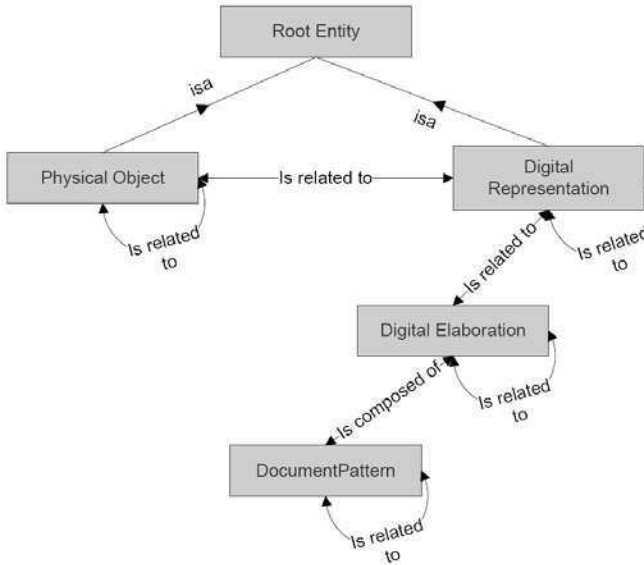 Root Entity
isa
isa
Physical Object
Is related to
Digital
Representation
Is related
to
Is related to
Is related
to
Digital Elaboration
Is composed of
Is related
to
DocumentPattern
Is related
to